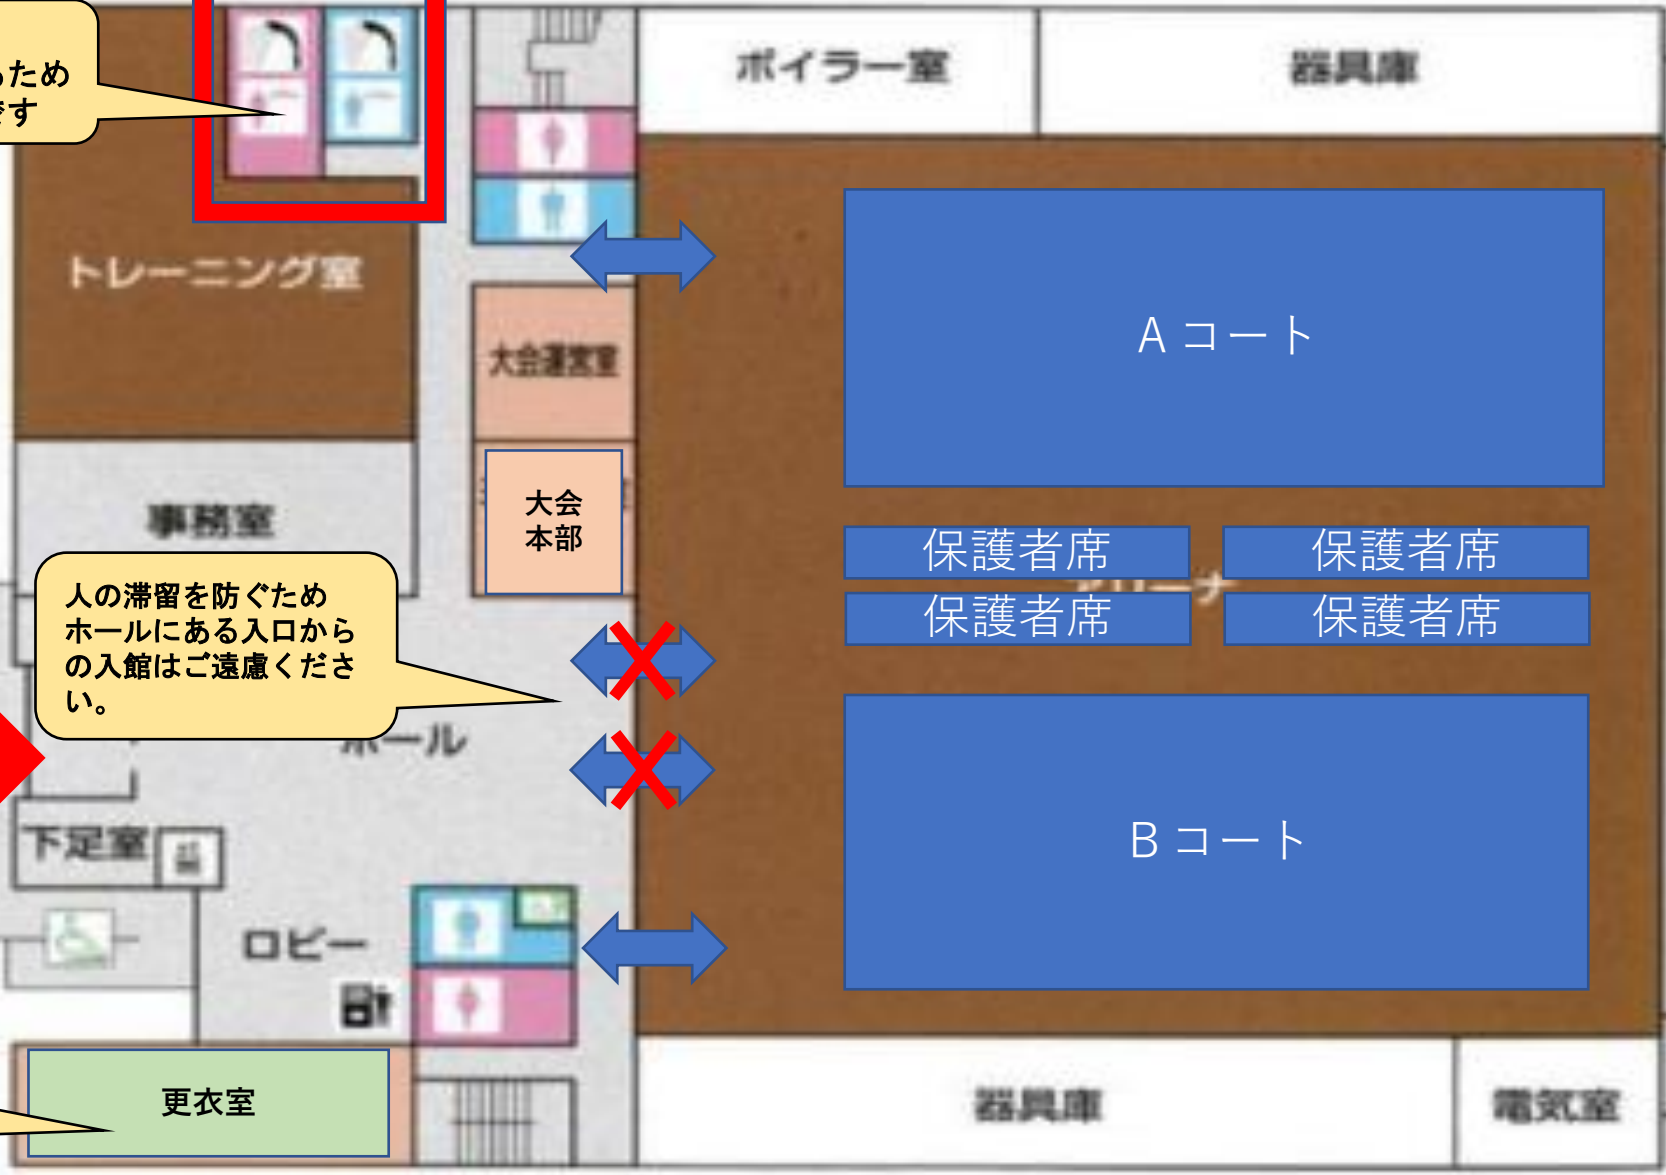 るため
です
ボイラー室
器具庫
トレーニング室
Aコート
大会運営室
大会
本部
事務室
保護者席
保護者席
保護者席
保護者席
人の滞留を防ぐため
ホールにある入口から
の入館はご遠慮くださ
い。
ホール
Bコート
下足室
ロビー
更衣室
器具庫
電気室